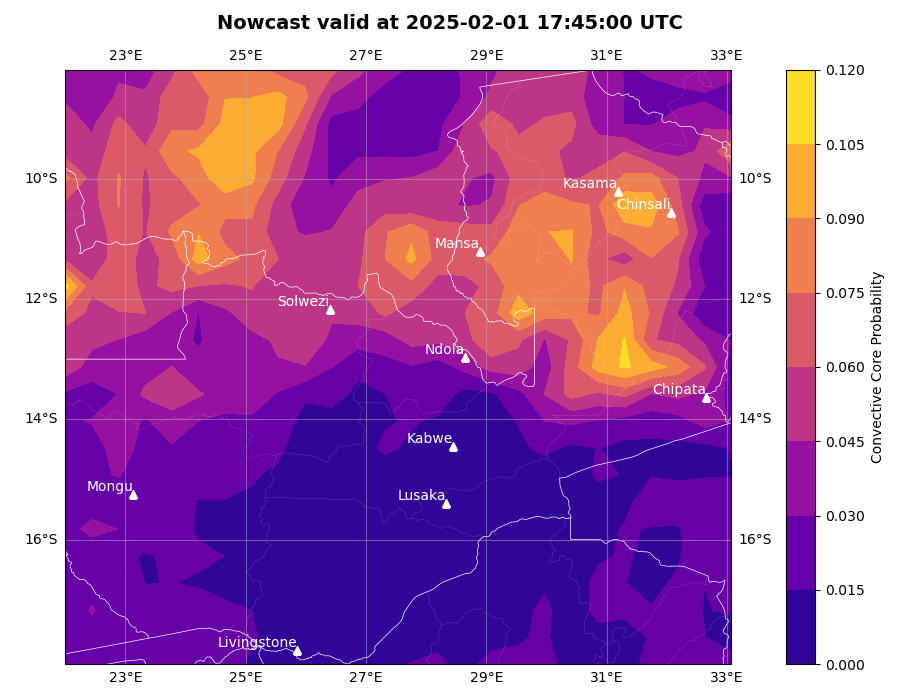 Nowcast valid at 2025-02-01 17:45:00 UTC
23°E 25°E 27°E 29°E 31°E 33°E
0.120
0.105
10°S Kasama 10°S
Chinsali
0.090
Mansa
0.075
12°S Solwezi 12°S
Ndola
0.060
Chipata
14°S 14°S
Kabwe
0.045
Mongu
Lusaka
0.030
16°S 16°S
0.015
Livingstone
0.000
23°E 25°E 27°E 29°E 31°E 33°E
Convective Core Probability